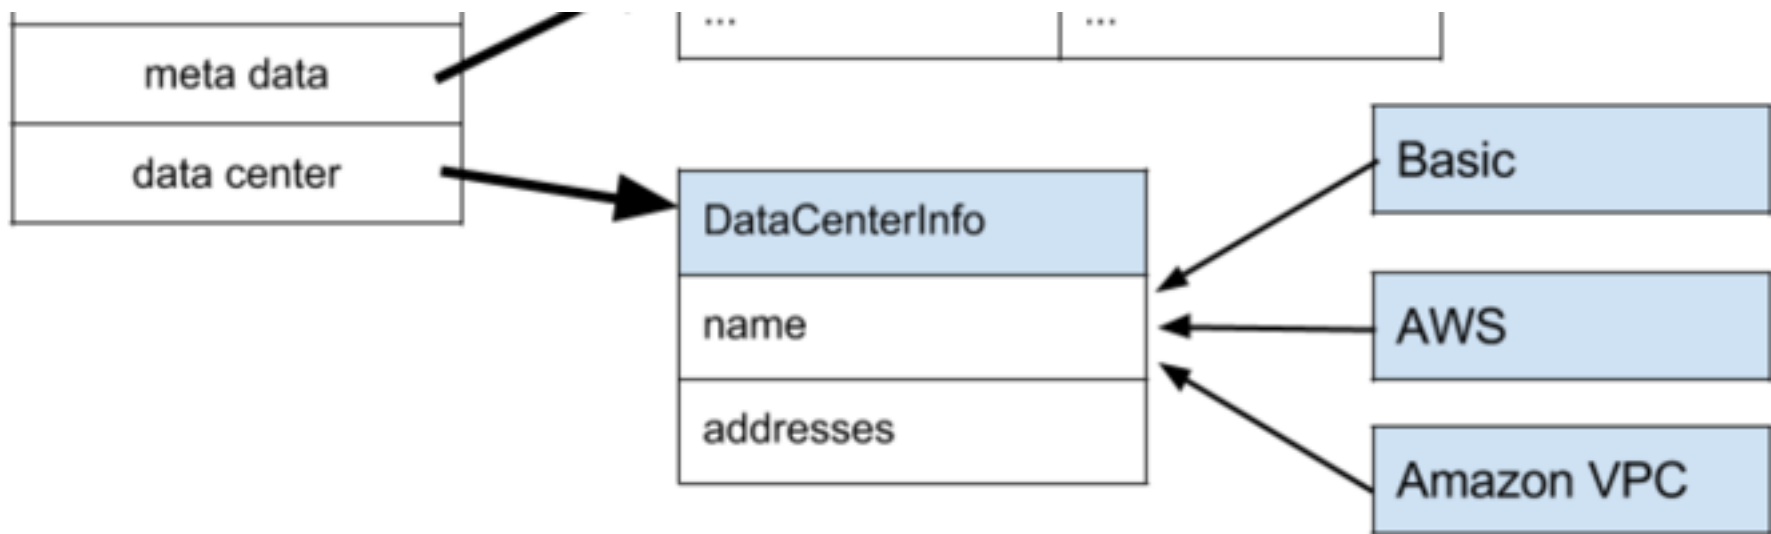 ... ...
meta data
data center
DataCenterInfo
name
addresses
Basic
AWS
Amazon VPC